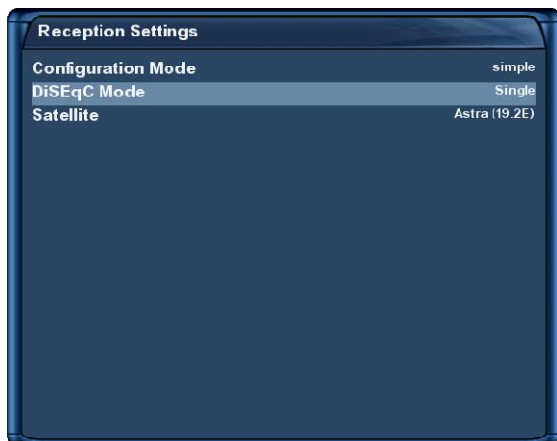 Reception Settings
Configuration Mode simple
DiSEqC Mode Single
Satellite Astra (19.2E)